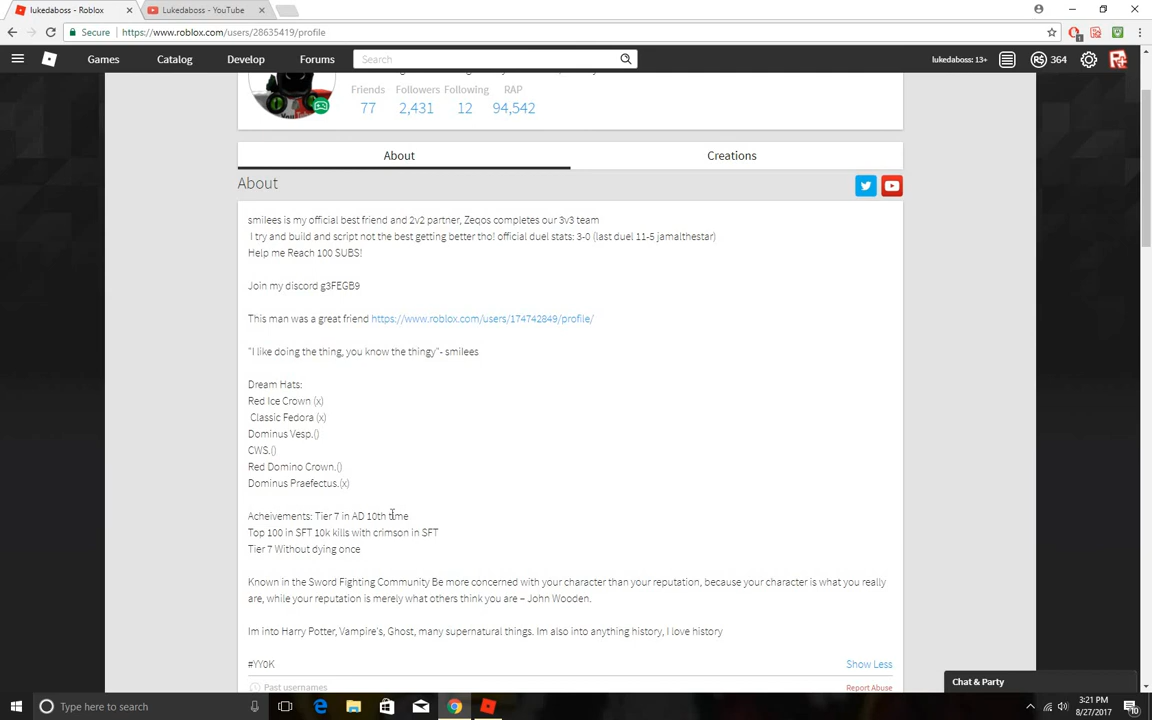 lukedaboss - Roblox
Lukedaboss - YouTube
Secure
https://www.roblox.com/users/28635419/profile
Games
Catalog
Develop
Forums
Search
lukedaboss: 13+
R$ 364
Friends
Followers
Following
RAP
77
2,431
12
94,542
About
Creations
About
smilees is my official best friend and 2v2 partner, Zeqos completes our 3v3 team
I try and build and script not the best getting better tho! official duel stats: 3-0 (last duel 11-5 jamalthestar)
Help me Reach 100 SUBS!
Join my discord g3FEGB9
This man was a great friend https://www.roblox.com/users/174742849/profile/
"I like doing the thing, you know the thingy"- smilees
Dream Hats:
Red Ice Crown (x)
Classic Fedora (x)
Dominus Vesp.()
CWS.()
Red Domino Crown.()
Dominus Praefectus.(x)
Acheivements: Tier 7 in AD 10th time
Top 100 in SFT 10k kills with crimson in SFT
Tier 7 Without dying once
Known in the Sword Fighting Community Be more concerned with your character than your reputation, because your character is what you really
are, while your reputation is merely what others think you are – John Wooden.
Im into Harry Potter, Vampire's, Ghost, many supernatural things. Im also into anything history, I love history
#YY0K
Show Less
Past usernames
Report Abuse
Chat & Party
Type here to search
3:21 PM
8/27/2017
10